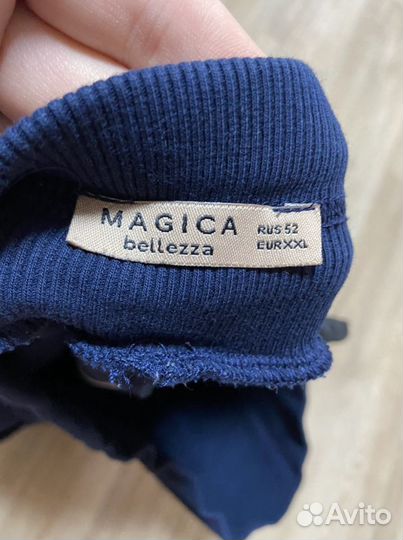 MAGICA
bellezza
RUS 52
EUR XXL
Avito